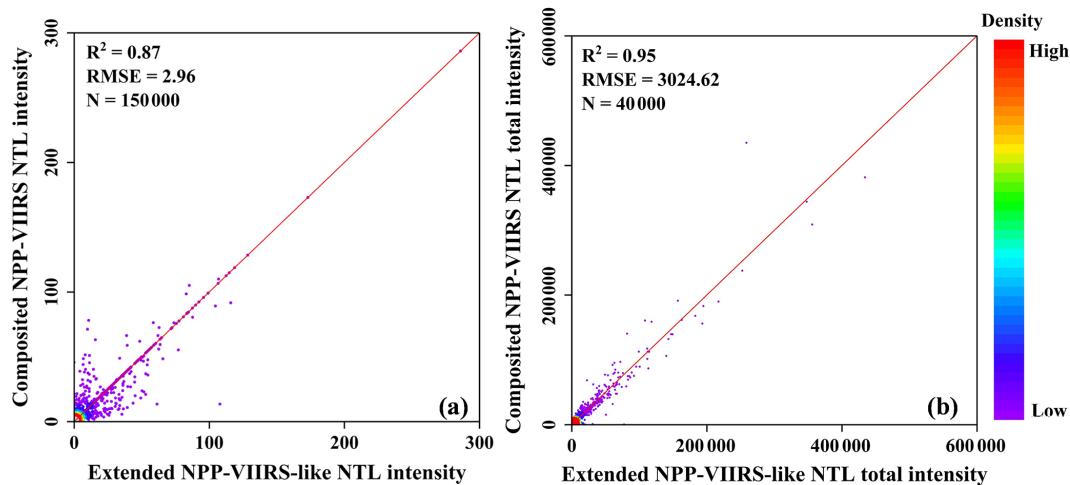 Composited NPP-VIIRS NTL intensity
300
200
100
0
R² = 0.87
RMSE = 2.96
N = 150000
(a)
0
100
200
300
Extended NPP-VIIRS-like NTL intensity
Composited NPP-VIIRS NTL total intensity
600000
400000
200000
0
R² = 0.95
RMSE = 3024.62
N = 40000
(b)
0
200000
400000
600000
Extended NPP-VIIRS-like NTL total intensity
Density
High
Low